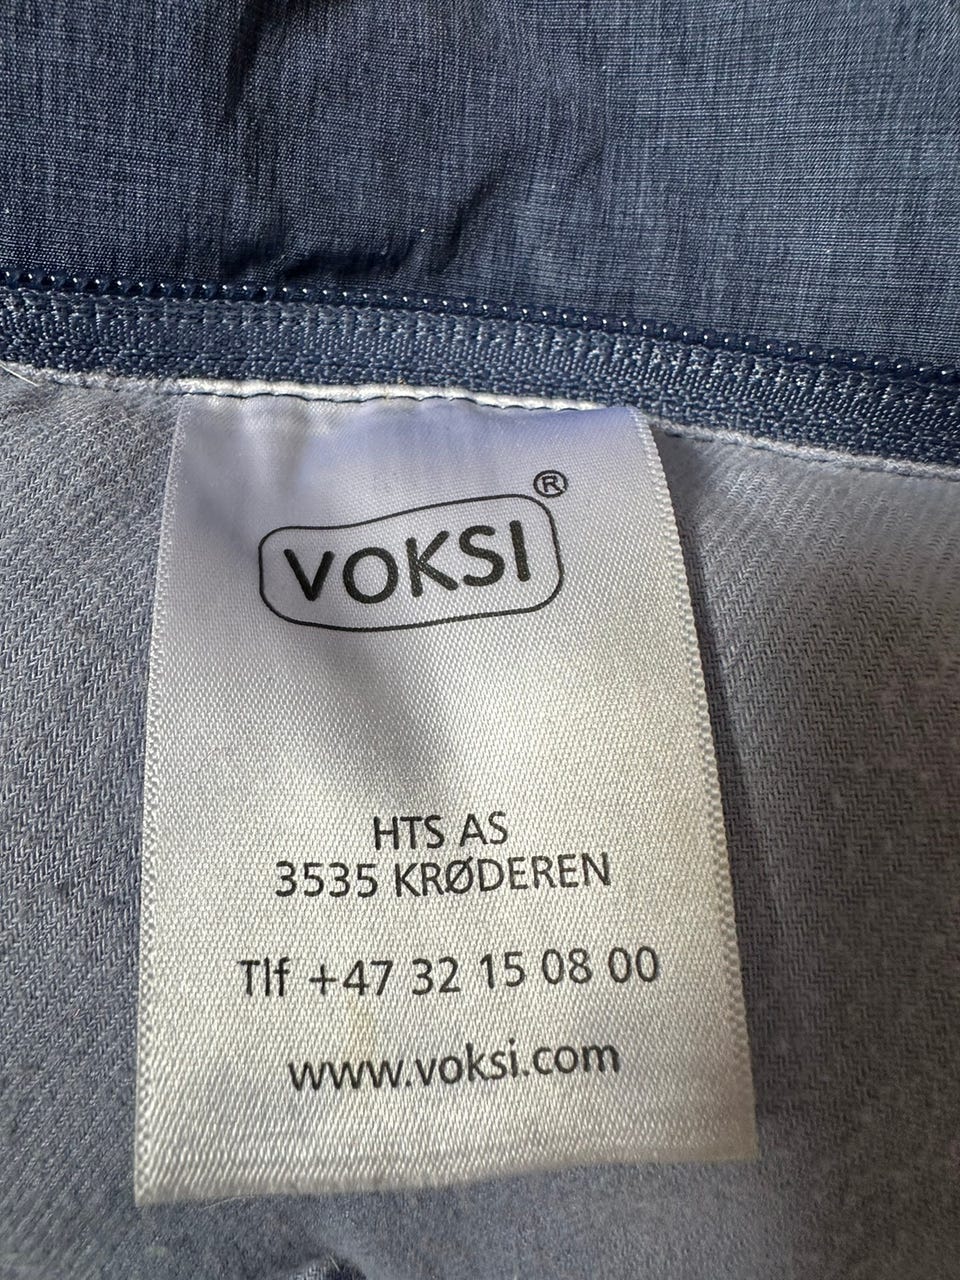 VOKSI®
HTS AS
3535 KRØDEREN
Tlf +47 32 15 08 00
www.voksi.com